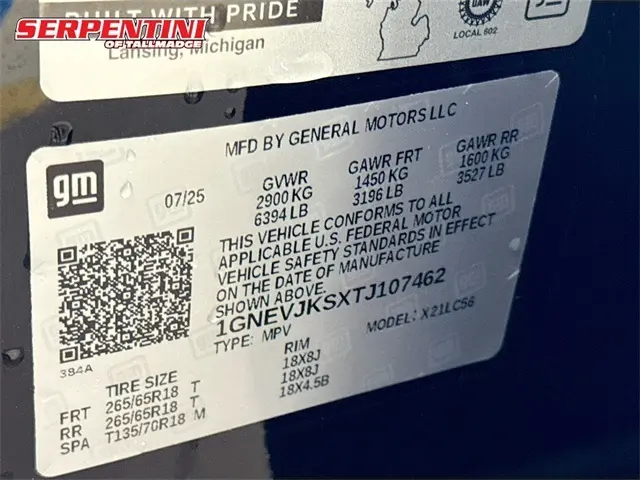 BUILT WITH PRIDE
Lansing, Michigan
UAW
LOCAL 602
gm
SERPENTINI
OF TALLMADGE
MFD BY GENERAL MOTORS LLC
gm
07/25
GVWR
2900 KG
6394 LB
GAWR FRT
1450 KG
3196 LB
GAWR RR
1600 KG
3527 LB
THIS VEHICLE CONFORMS TO ALL
APPLICABLE U.S. FEDERAL MOTOR
VEHICLE SAFETY STANDARDS IN EFFECT
ON THE DATE OF MANUFACTURE
SHOWN ABOVE.
1GNEVJKSXTJ107462
TYPE: MPV
MODEL: X21LC56
384A
TIRE SIZE
RIM
FRT 265/65R18 T 18X8J
RR 265/65R18 T 18X8J
SPA T135/70R18 M 18X4.5B